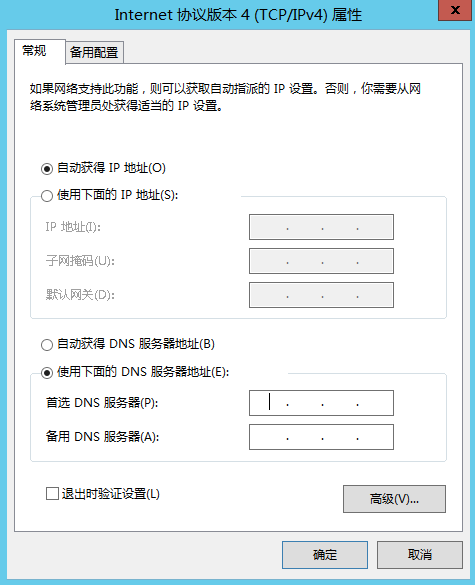 Internet 协议版本 4 (TCP/IPv4) 属性
x
常规
备用配置
如果网络支持此功能，则可以获取自动指派的 IP 设置。否则，你需要从网
络系统管理员处获得适当的 IP 设置。
自动获得 IP 地址(O)
使用下面的 IP 地址(S):
IP 地址(I):
子网掩码(U):
默认网关(D):
自动获得 DNS 服务器地址(B)
使用下面的 DNS 服务器地址(E):
首选 DNS 服务器(P):
备用 DNS 服务器(A):
退出时验证设置(L)
高级(V)...
确定
取消